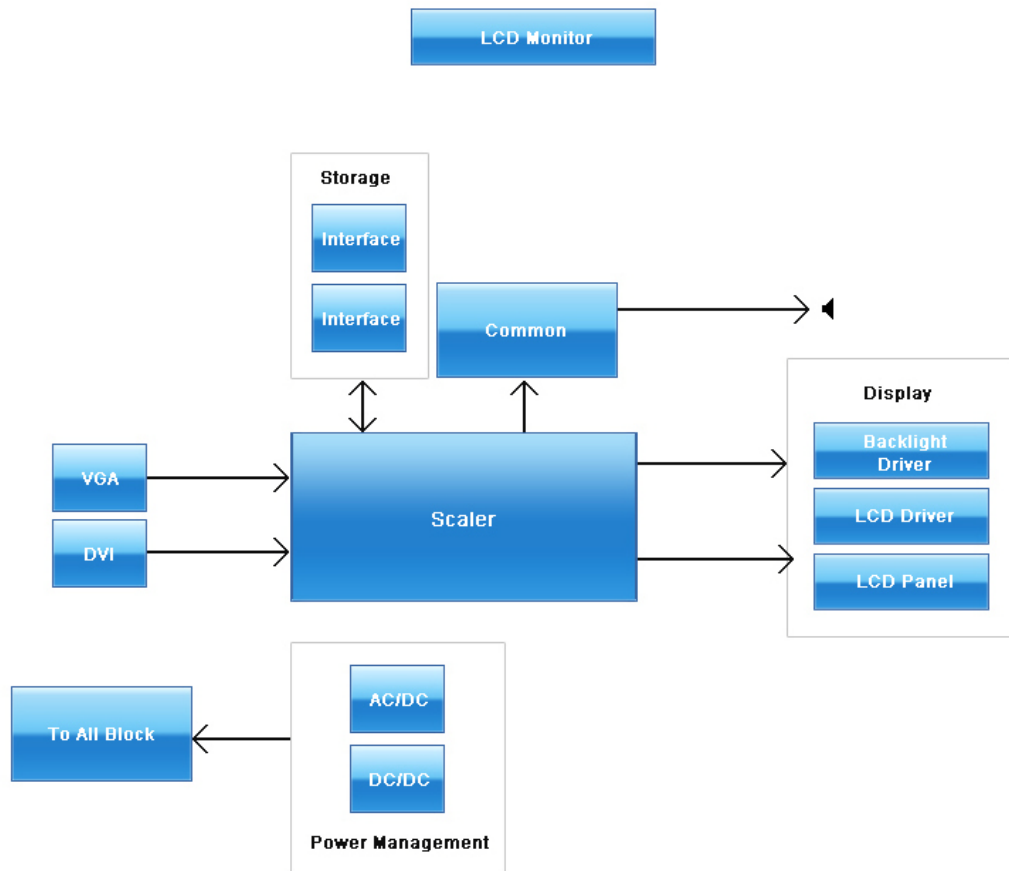 LCD Monitor
Storage
Interface
Interface
Common
Display
Backlight
Driver
LCD Driver
LCD Panel
VGA
DVI
Scaler
AC/DC
DC/DC
Power Management
To All Block